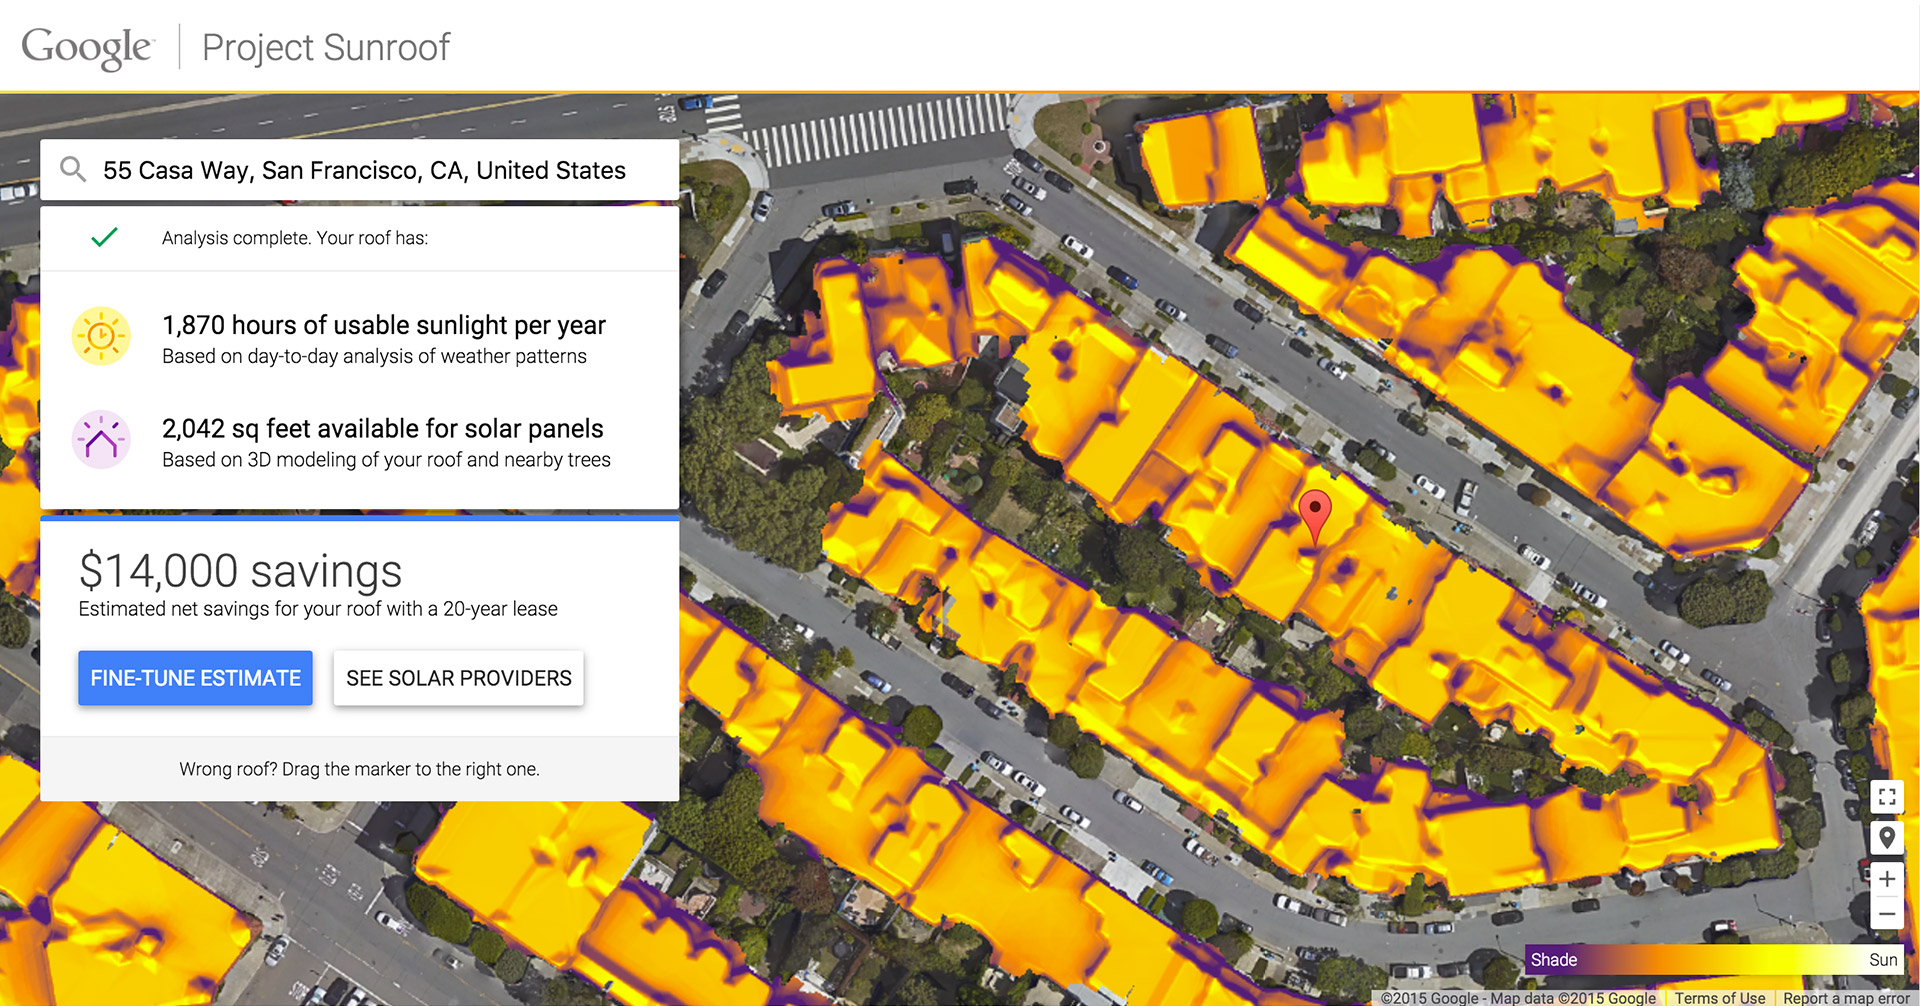 Google Project Sunroof
55 Casa Way, San Francisco, CA, United States
Analysis complete. Your roof has:
1,870 hours of usable sunlight per year
Based on day-to-day analysis of weather patterns
2,042 sq feet available for solar panels
Based on 3D modeling of your roof and nearby trees
$14,000 savings
Estimated net savings for your roof with a 20-year lease
FINE-TUNE ESTIMATE
SEE SOLAR PROVIDERS
Wrong roof? Drag the marker to the right one.
Shade
Sun
©2015 Google - Map data ©2015 Google
Terms of Use
Report a map error